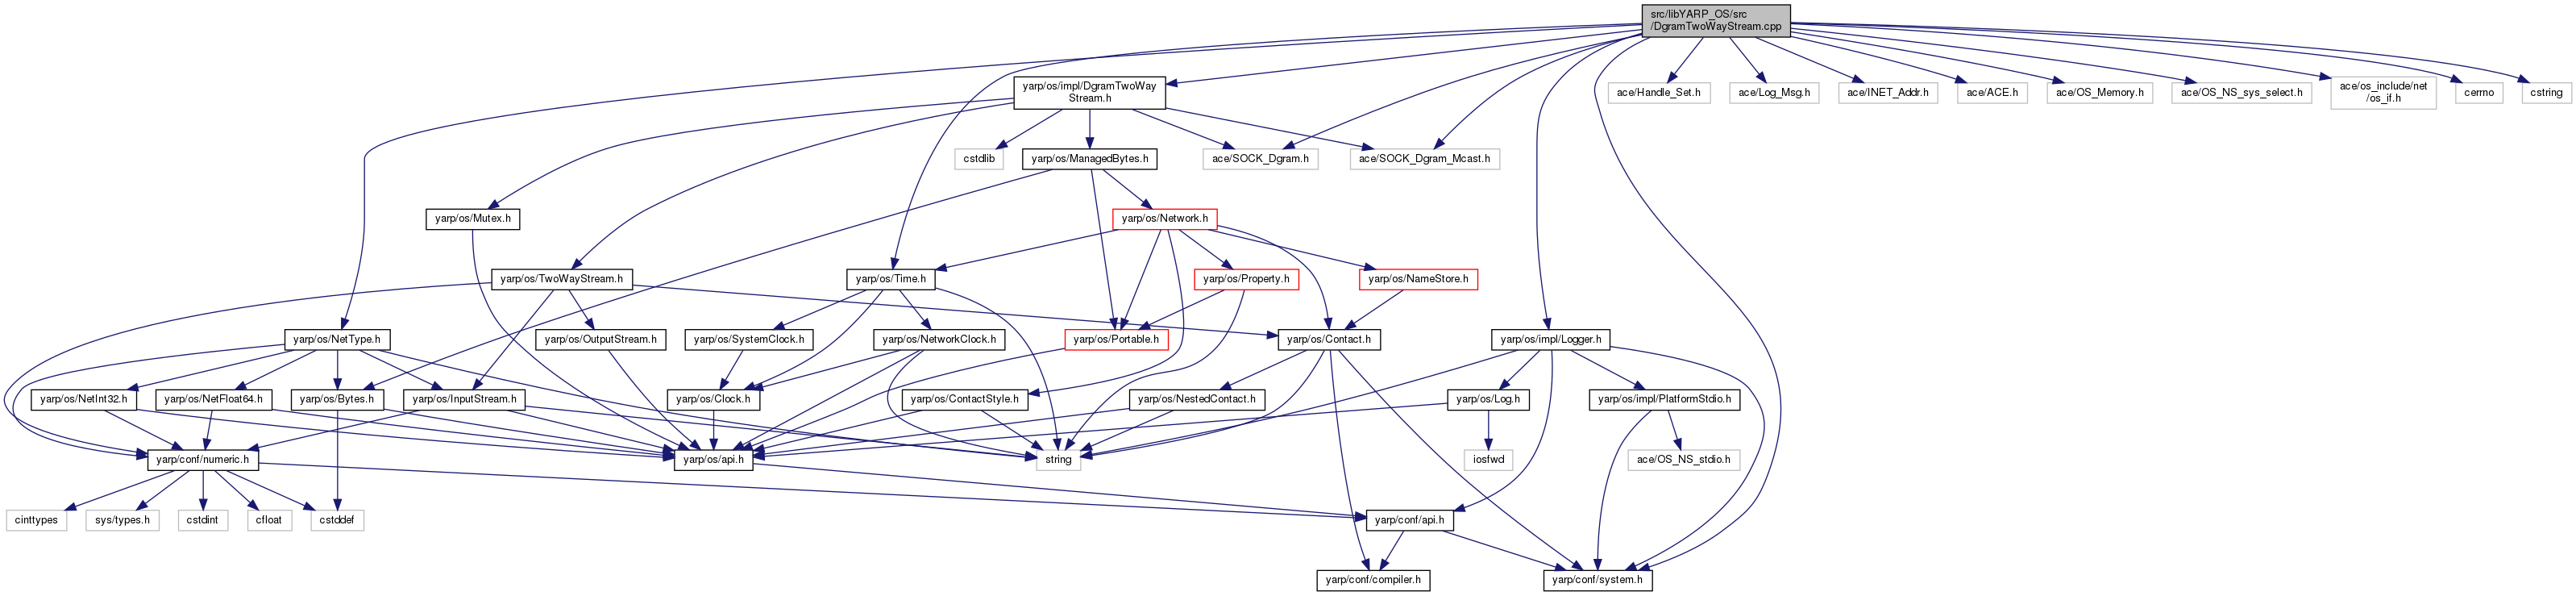 src/libYARP_OS/src
/DgramTwoWayStream.cpp
yarp/os/impl/DgramTwoWay
Stream.h
ace/Handle_Set.h
ace/Log_Msg.h
ace/INET_Addr.h
ace/ACE.h
ace/OS_Memory.h
ace/OS_NS_sys_select.h
ace/os_include/net
/os_if.h
cerrno
cstring
cstdlib
yarp/os/ManagedBytes.h
ace/SOCK_Dgram.h
ace/SOCK_Dgram_Mcast.h
yarp/os/Mutex.h
yarp/os/Network.h
yarp/os/TwoWayStream.h
yarp/os/Time.h
yarp/os/Property.h
yarp/os/NameStore.h
yarp/os/NetType.h
yarp/os/OutputStream.h
yarp/os/SystemClock.h
yarp/os/NetworkClock.h
yarp/os/Portable.h
yarp/os/Contact.h
yarp/os/impl/Logger.h
yarp/os/NetInt32.h
yarp/os/NetFloat64.h
yarp/os/Bytes.h
yarp/os/InputStream.h
yarp/os/Clock.h
yarp/os/ContactStyle.h
yarp/os/NestedContact.h
yarp/os/Log.h
yarp/os/impl/PlatformStdio.h
yarp/conf/numeric.h
yarp/os/api.h
string
iosfwd
ace/OS_NS_stdio.h
cinttypes
sys/types.h
cstdint
cfloat
cstddef
yarp/conf/api.h
yarp/conf/compiler.h
yarp/conf/system.h